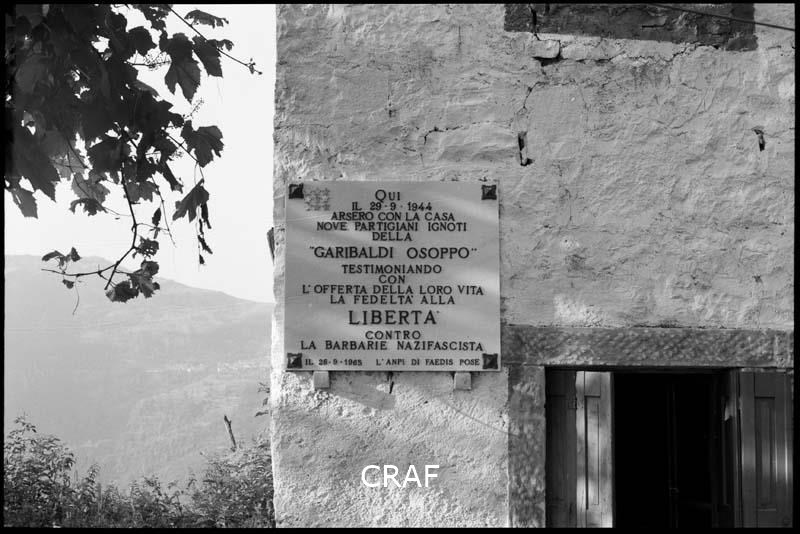 QUI
IL 29-9-1944
ARSERO CON LA CASA
NOVE PARTIGIANI IGNOTI
DELLA
"GARIBALDI OSOPPO"
TESTIMONIANDO
CON
L'OFFERTA DELLA LORO VITA
LA FEDELTA' ALLA
LIBERTA'
CONTRO
LA BARBARIE NAZIFASCISTA
IL 26-9-1965 L'ANPI DI FAEDIS POSE
CRAF